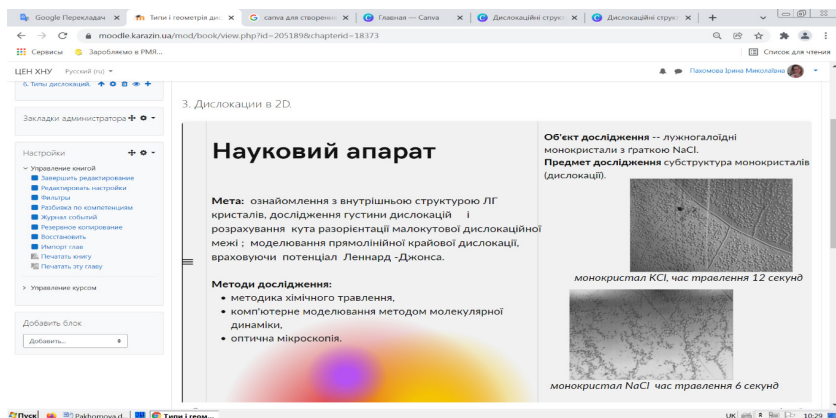 Google Перекладач
Типи і геометрія дис
canva для створення
Главная — Canva
Дислокаційні структ
Дислокаційні структ
moodle.karazin.ua/mod/book/view.php?id=205189&chapterid=18373
Сервисы
Заробляємо в РМЯ...
Список для чтения
ЦЕН ХНУ Русский (ru)
Пахомова Ірина Миколаївна
6. Типы дислокаций.
Закладки администратора
Настройки
Управление книгой
Завершить редактирование
Редактировать настройки
Фильтры
Разбивка по компетенциям
Журнал событий
Резервное копирование
Восстановить
Импорт глав
Печатать книгу
Печатать эту главу
Управление курсом
Добавить блок
Добавить...
3. Дислокации в 2D.
Науковий апарат
Мета: ознайомлення з внутрішньою структурою ЛГ
кристалів, дослідження густини дислокацій і
розрахування кута разорієнтації малокутової дислокаційної
межі ; моделювання прямолінійної крайової дислокації,
враховуючи потенціал Леннард -Джонса.
Методи дослідження:
• методика хімічного травлення,
• комп'ютерне моделювання методом молекулярної
динаміки,
• оптична мікроскопія.
Об'єкт дослідження -- лужногалоїдні
монокристали з ґраткою NaCl.
Предмет дослідження субструктура монокристалів
(дислокації).
монокристал KCl, час травлення 12 секунд
монокристал NaCl час травлення 6 секунд
Пуск
Pakhomova_d...
Типи і геом...
UK
10:29